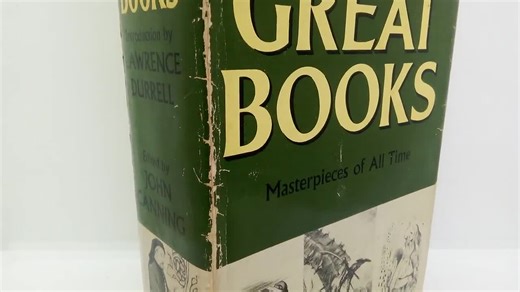 BOOKS
Introduction by
LAWRENCE
DURRELL
Edited by
JOHN
CANNING
GREAT
BOOKS
Masterpieces of All Time